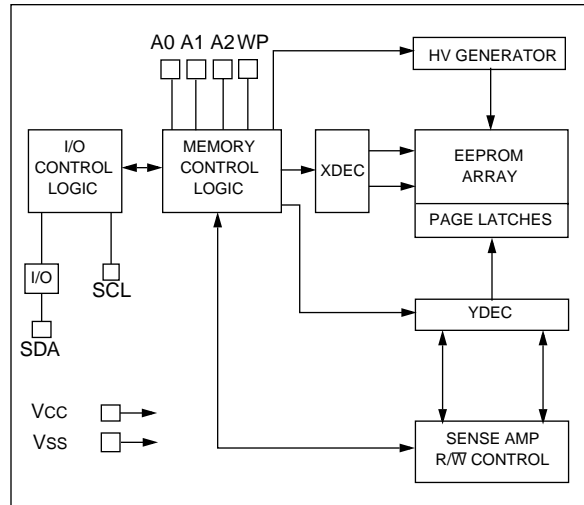 A0 A1 A2 WP
HV GENERATOR
I/O
CONTROL
LOGIC
MEMORY
CONTROL
LOGIC
XDEC
EEPROM
ARRAY
PAGE LATCHES
I/O
SCL
SDA
YDEC
VCC
VSS
SENSE AMP
R/W̅ CONTROL